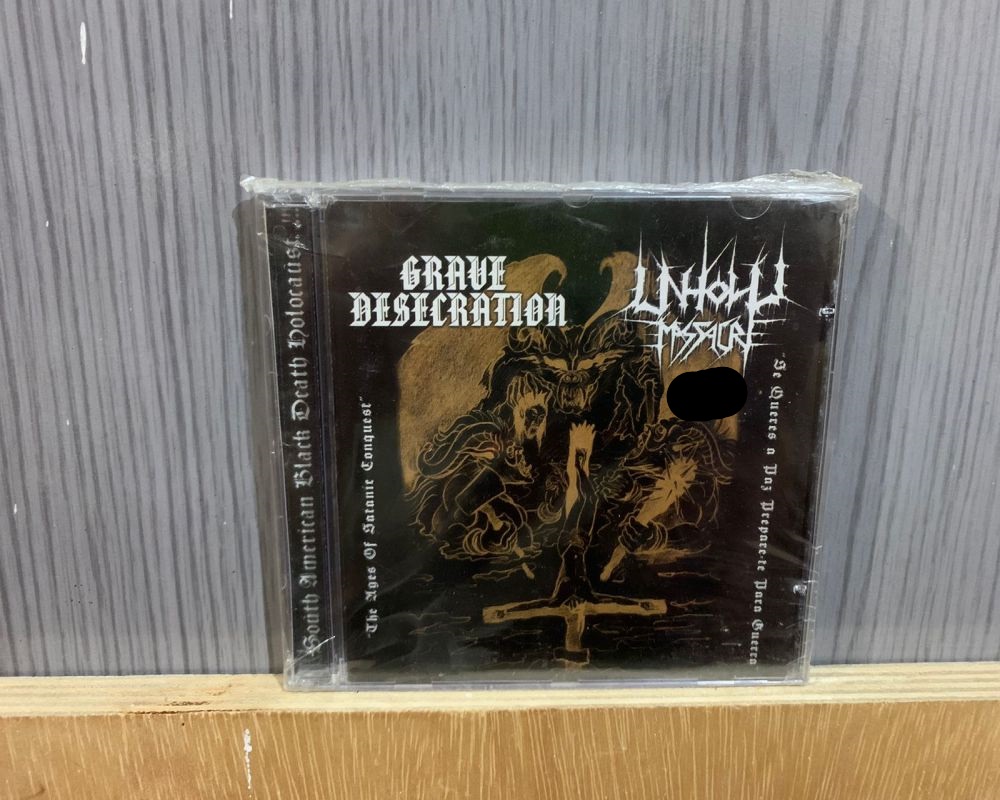 South American Black Death Holocaust !!!
GRAVE
DESECRATION
UNHOLY
MASSACRE
"The Ages Of Satanic Conquest"
"Se Queres a Paz Prepare-te Para Guerra